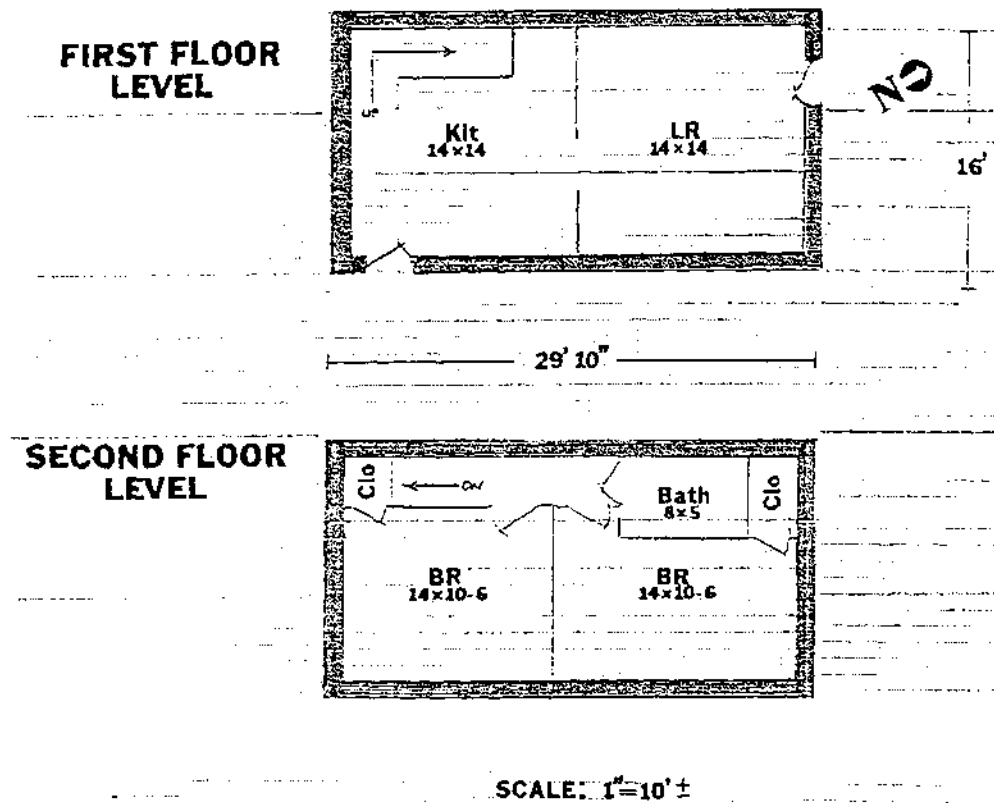 FIRST FLOOR
LEVEL
N
Kit
14×14
LR
14×14
16'
29' 10"
SECOND FLOOR
LEVEL
Clo
DN
Bath
8×5
Clo
BR
14×10-6
BR
14×10-6
SCALE: 1"=10' ±